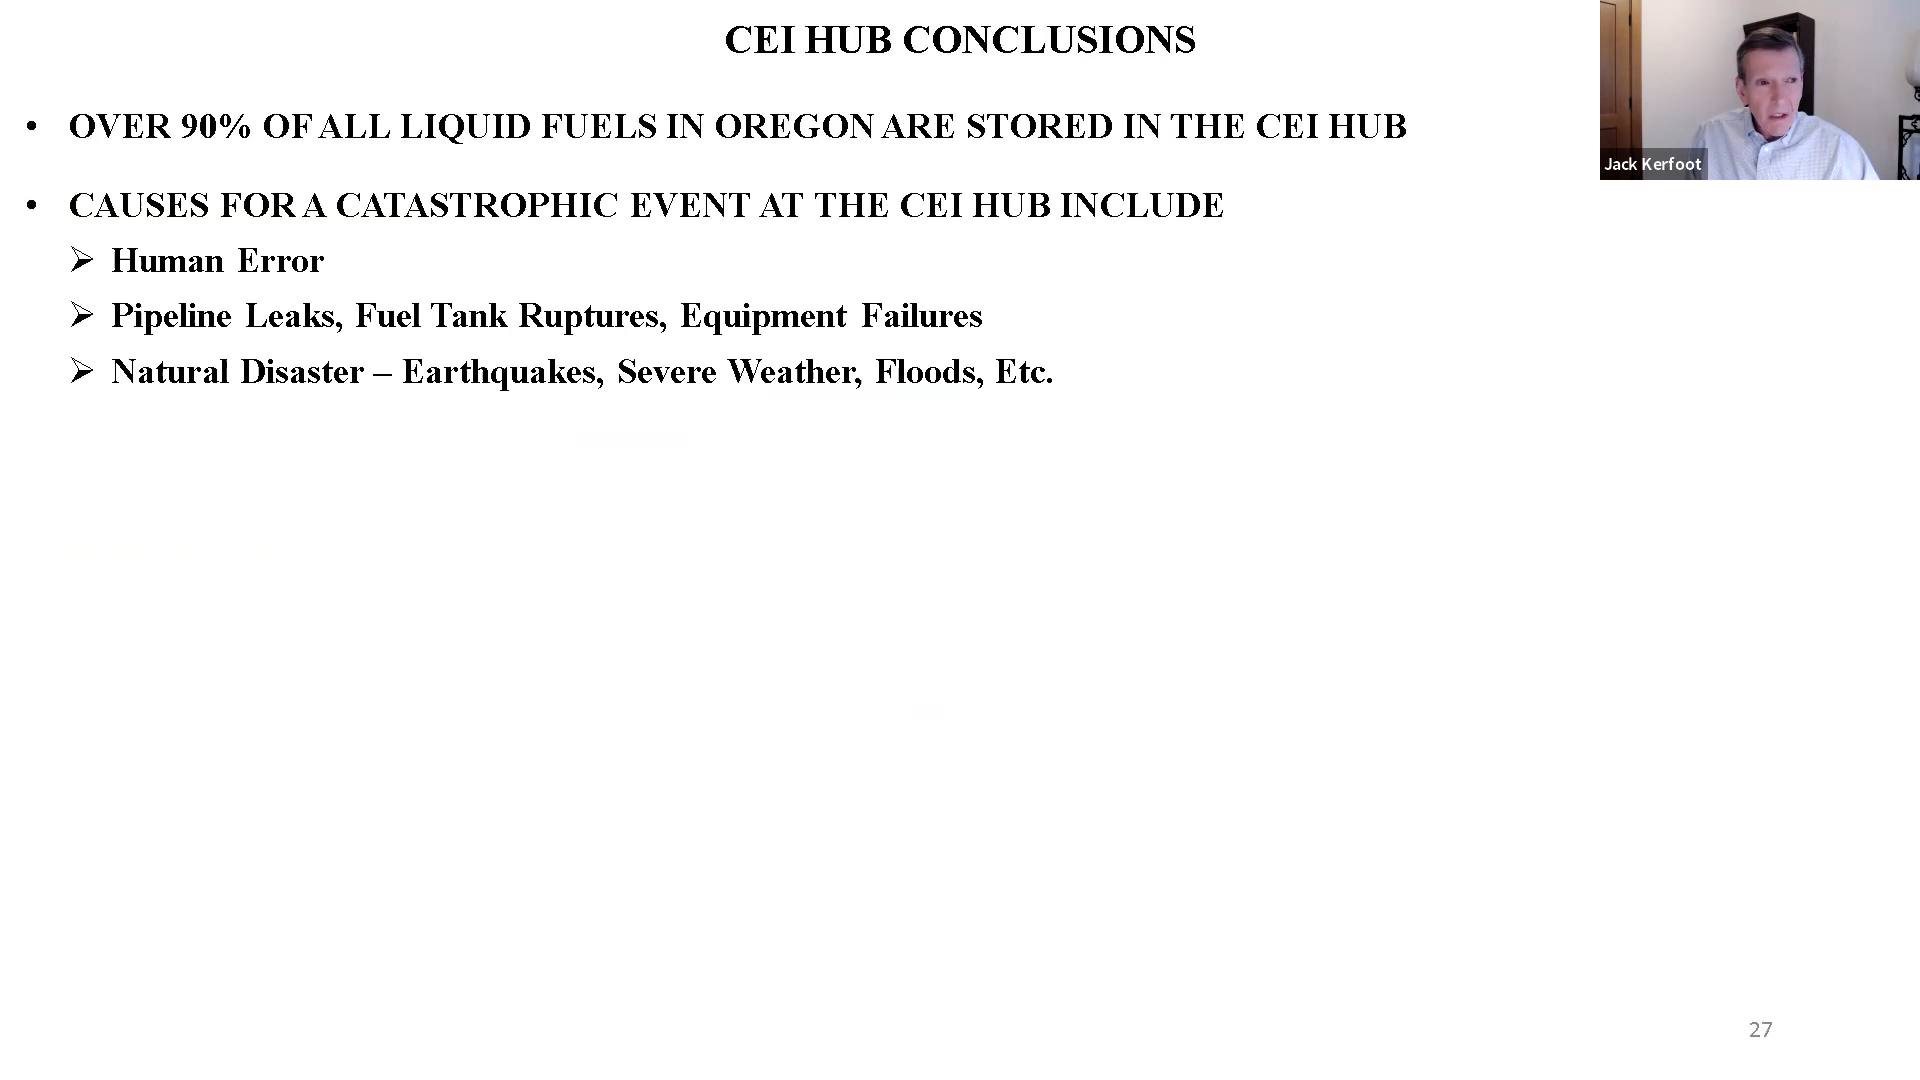 CEI HUB CONCLUSIONS
• OVER 90% OF ALL LIQUID FUELS IN OREGON ARE STORED IN THE CEI HUB
• CAUSES FOR A CATASTROPHIC EVENT AT THE CEI HUB INCLUDE
➢ Human Error
➢ Pipeline Leaks, Fuel Tank Ruptures, Equipment Failures
➢ Natural Disaster – Earthquakes, Severe Weather, Floods, Etc.
Jack Kerfoot
27